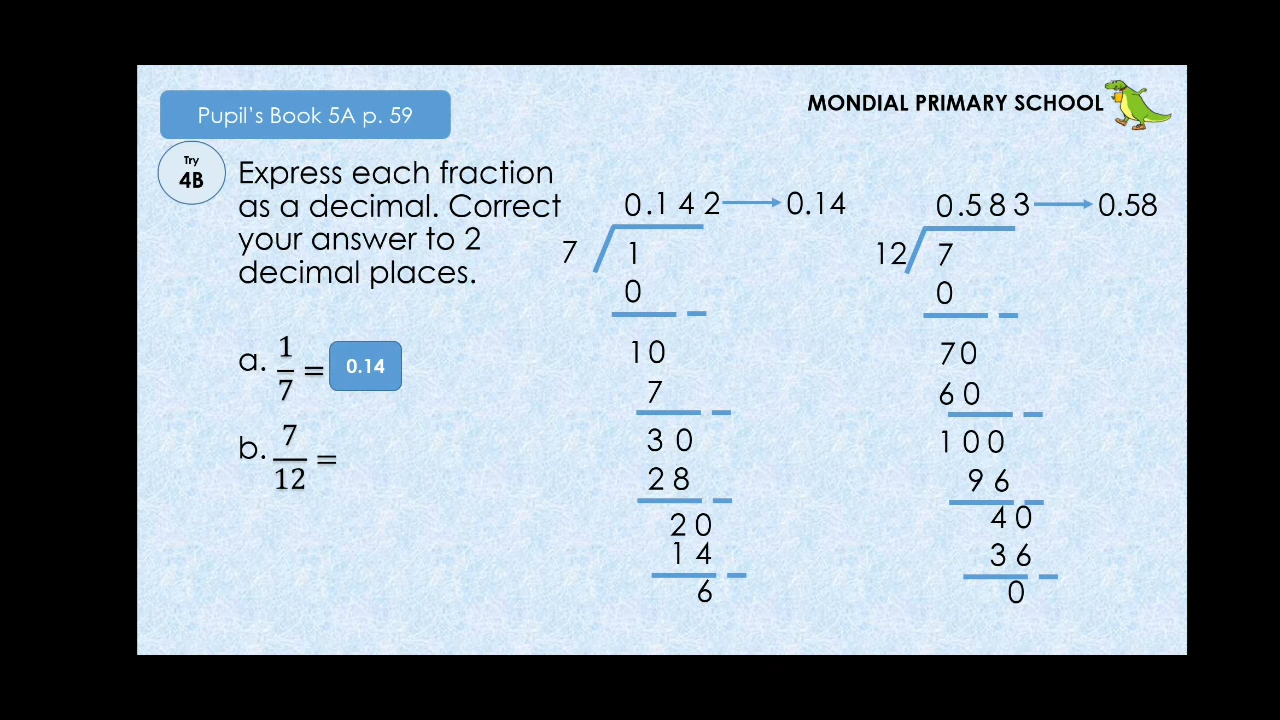 Pupil's Book 5A p. 59
MONDIAL PRIMARY SCHOOL
Try
4B
Express each fraction
as a decimal. Correct
your answer to 2
decimal places.
a. 1/7 = 0.14
b. 7/12 =
0.1 4 2 → 0.14
7 1
0
1 0
7
3 0
2 8
2 0
1 4
6
0.5 8 3 → 0.58
12 7
0
7 0
6 0
1 0 0
9 6
4 0
3 6
0